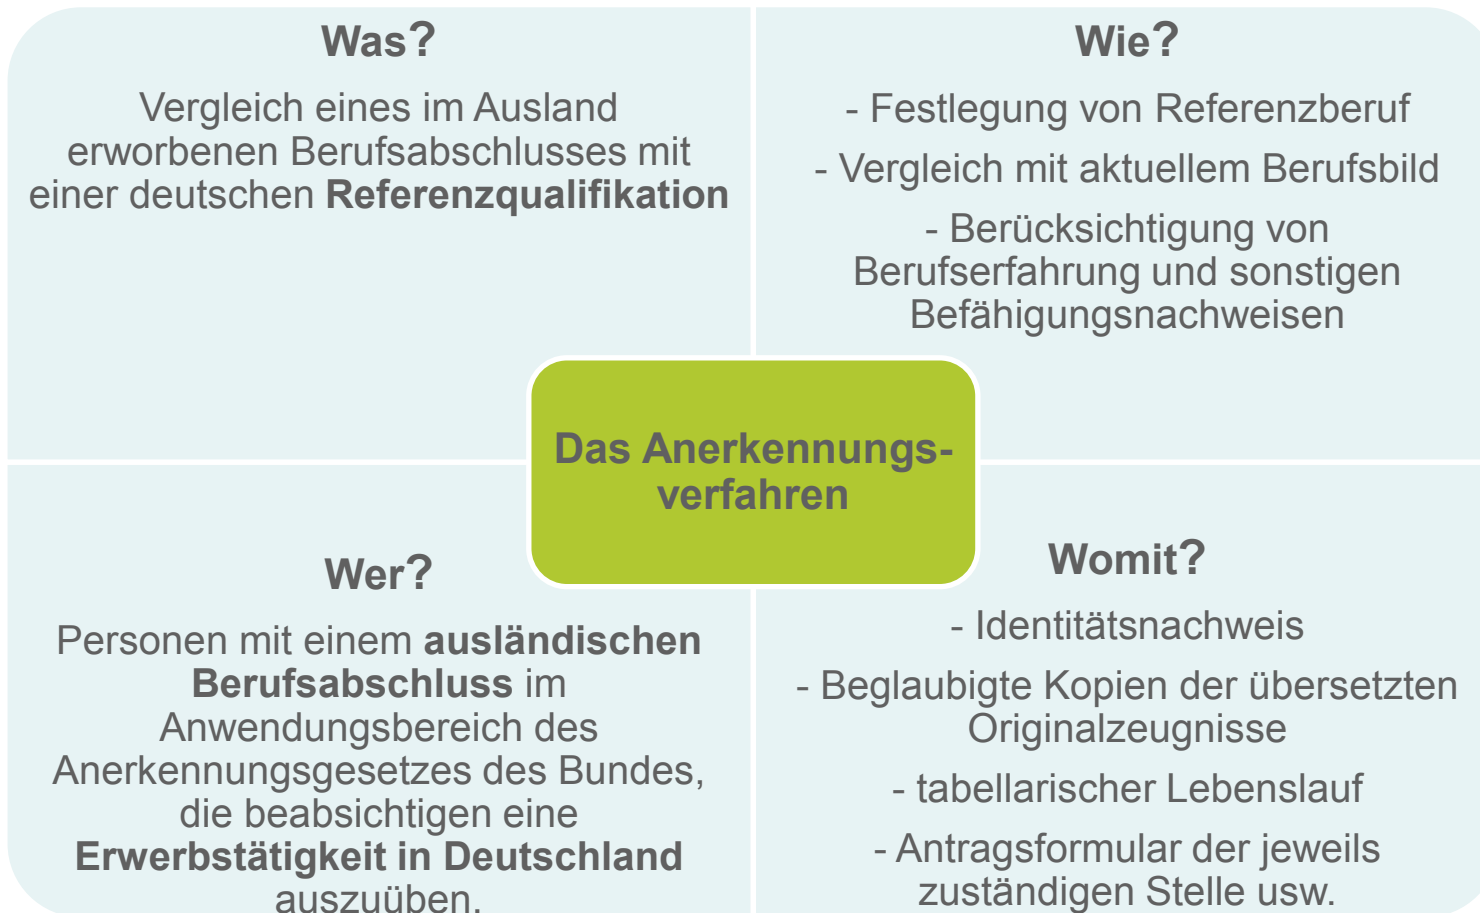 Was?
Vergleich eines im Ausland
erworbenen Berufsabschlusses mit
einer deutschen Referenzqualifikation
Wie?
- Festlegung von Referenzberuf
- Vergleich mit aktuellem Berufsbild
- Berücksichtigung von
Berufserfahrung und sonstigen
Befähigungsnachweisen
Das Anerkennungs-
verfahren
Wer?
Personen mit einem ausländischen
Berufsabschluss im
Anwendungsbereich des
Anerkennungsgesetzes des Bundes,
die beabsichtigen eine
Erwerbstätigkeit in Deutschland
auszuüben.
Womit?
- Identitätsnachweis
- Beglaubigte Kopien der übersetzten
Originalzeugnisse
- tabellarischer Lebenslauf
- Antragsformular der jeweils
zuständigen Stelle usw.